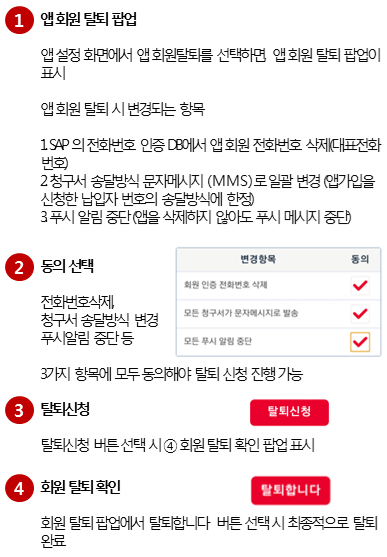 1 앱 회원 탈퇴 팝업
앱 설정 화면에서 앱 회원탈퇴를 선택하면, 앱 회원 탈퇴 팝업이
표시
앱 회원 탈퇴 시 변경되는 항목
1. SAP 의 전화번호 인증 DB에서 앱 회원 전화번호 삭제(대표전화
번호)
2. 청구서 송달방식 문자메시지 (MMS) 로 일괄 변경 (앱가입을
신청한 납입자 번호의 송달방식에 한정)
3. 푸시 알림 중단 (앱을 삭제하지 않아도 푸시 메시지 중단)
2 동의 선택
전화번호삭제,
청구서 송달방식 변경
푸시알림 중단 등
변경항목 동의
회원 인증 전화번호 삭제
모든 청구서가 문자메시지로 발송
모든 푸시 알림 중단
3가지 항목에 모두 동의해야 탈퇴 신청 진행 가능
3 탈퇴신청
탈퇴신청
탈퇴신청 버튼 선택 시 ④ 회원 탈퇴 확인 팝업 표시
4 회원 탈퇴 확인
탈퇴합니다
회원 탈퇴 팝업에서 탈퇴합니다 버튼 선택 시 최종적으로 탈퇴
완료